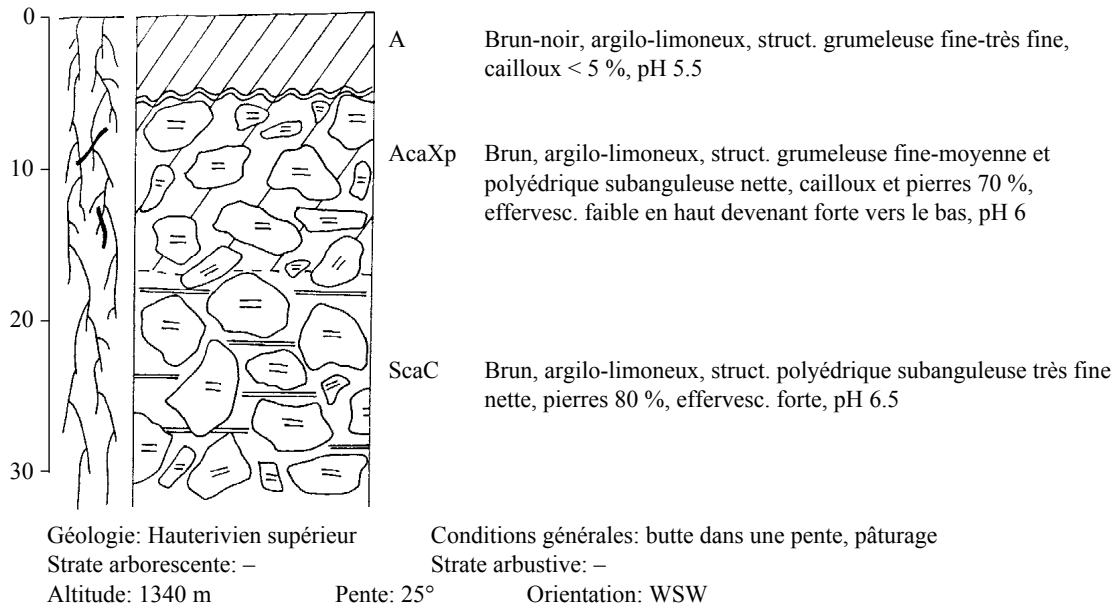 0
A Brun-noir, argilo-limoneux, struct. grumeleuse fine-très fine,
cailloux < 5 %, pH 5.5
10
AcaXp Brun, argilo-limoneux, struct. grumeleuse fine-moyenne et
polyédrique subanguleuse nette, cailloux et pierres 70 %,
effervesc. faible en haut devenant forte vers le bas, pH 6
20
ScaC Brun, argilo-limoneux, struct. polyédrique subanguleuse très fine
nette, pierres 80 %, effervesc. forte, pH 6.5
30
Géologie: Hauterivien supérieur Conditions générales: butte dans une pente, pâturage
Strate arborescente: – Strate arbustive: –
Altitude: 1340 m Pente: 25° Orientation: WSW